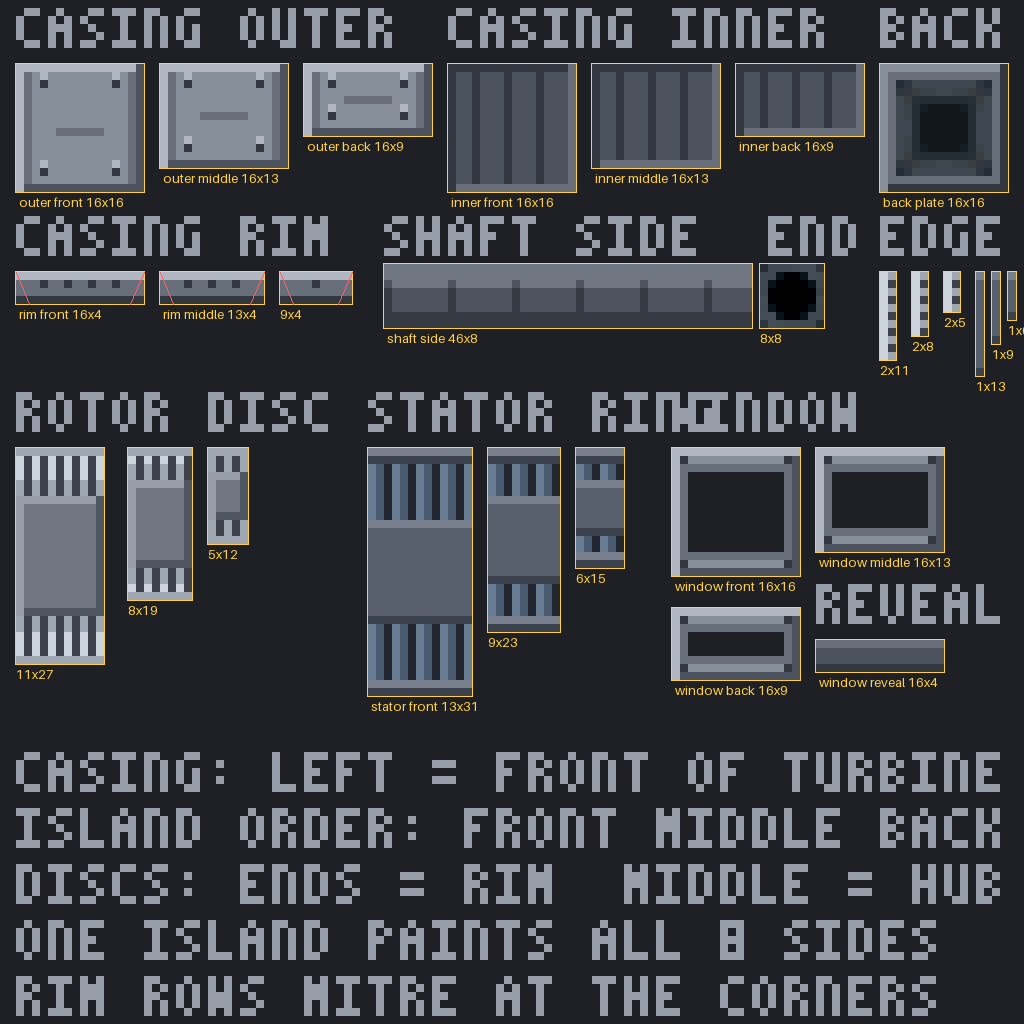 CASING OUTER CASING INNER BACK
outer front 16x16
outer middle 16x13
outer back 16x9
inner front 16x16
inner middle 16x13
inner back 16x9
back plate 16x16
CASING RIM SHAFT SIDE END EDGE
rim front 16x4
rim middle 13x4
9x4
shaft side 46x8
8x8
2x11
2x8
2x5
1x13
1x9
ROTOR DISC STATOR RING WINDOW
11x27
8x19
5x12
stator front 13x31
9x23
6x15
window front 16x16
window middle 16x13
window back 16x9
REVEAL
window reveal 16x4
CASING: LEFT = FRONT OF TURBINE
ISLAND ORDER: FRONT MIDDLE BACK
DISCS: ENDS = RIM MIDDLE = HUB
ONE ISLAND PAINTS ALL 8 SIDES
RIM ROWS MITRE AT THE CORNERS